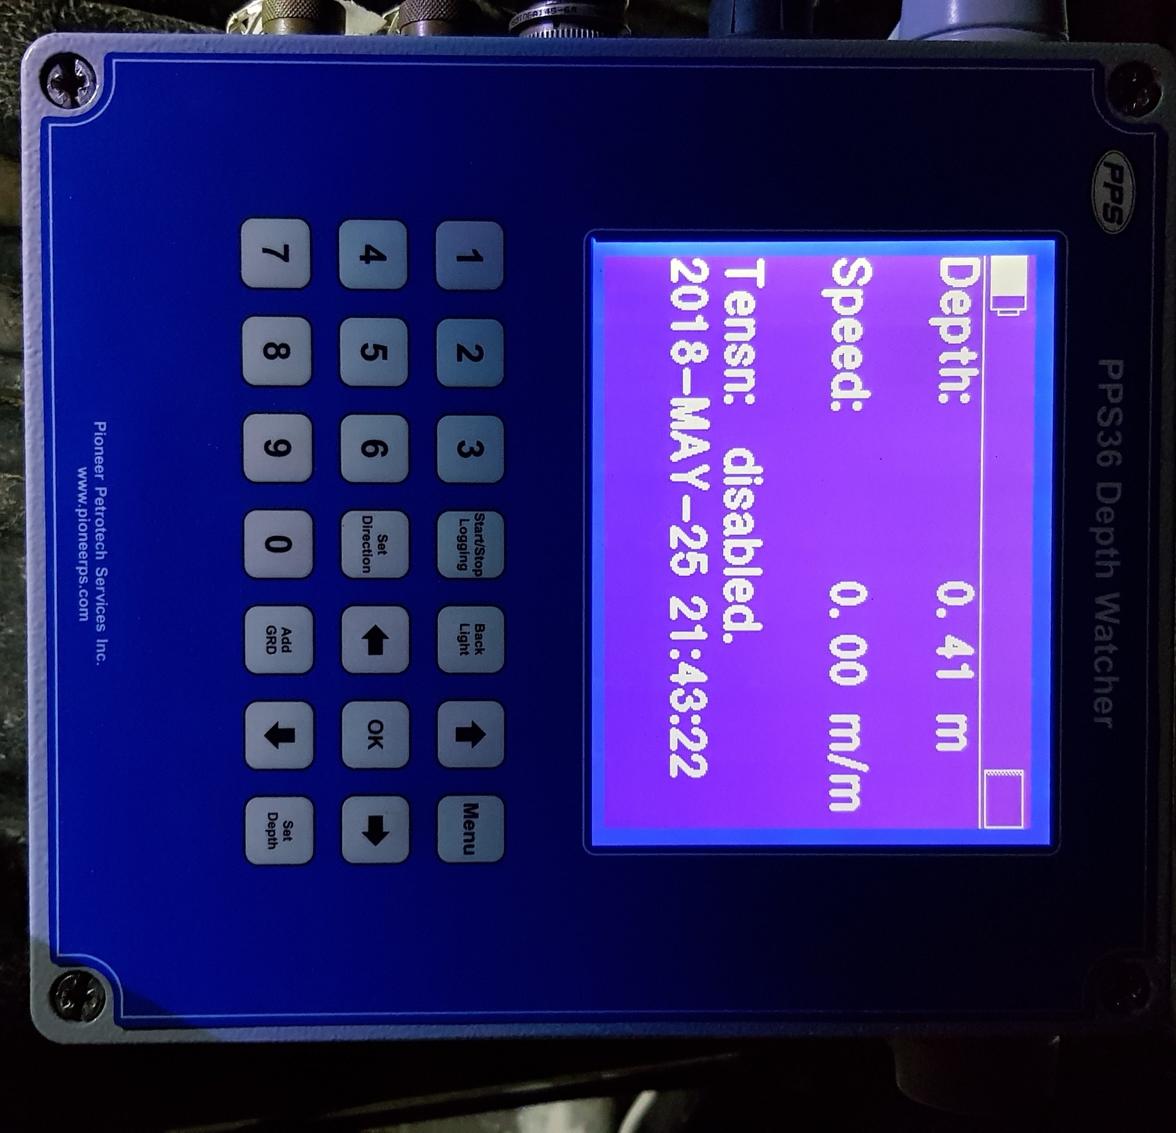 PPS
PPS36 Depth Watcher
Depth: 0.41 m
Speed: 0.00 m/m
Tensn: disabled.
2018-MAY-25 21:43:22
1 2 3 Start/Stop Logging Back Light Menu
4 5 6 Set Direction OK
7 8 9 0 Add GRD Set Depth
Pioneer Petrotech Services Inc.
www.pioneerps.com